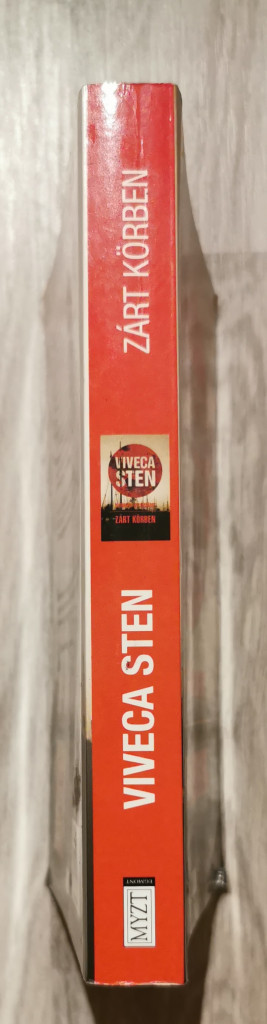 ZÁRT KÖRBEN
VIVECA
STEN
ZÁRT KÖRBEN
VIVECA STEN
MYZT